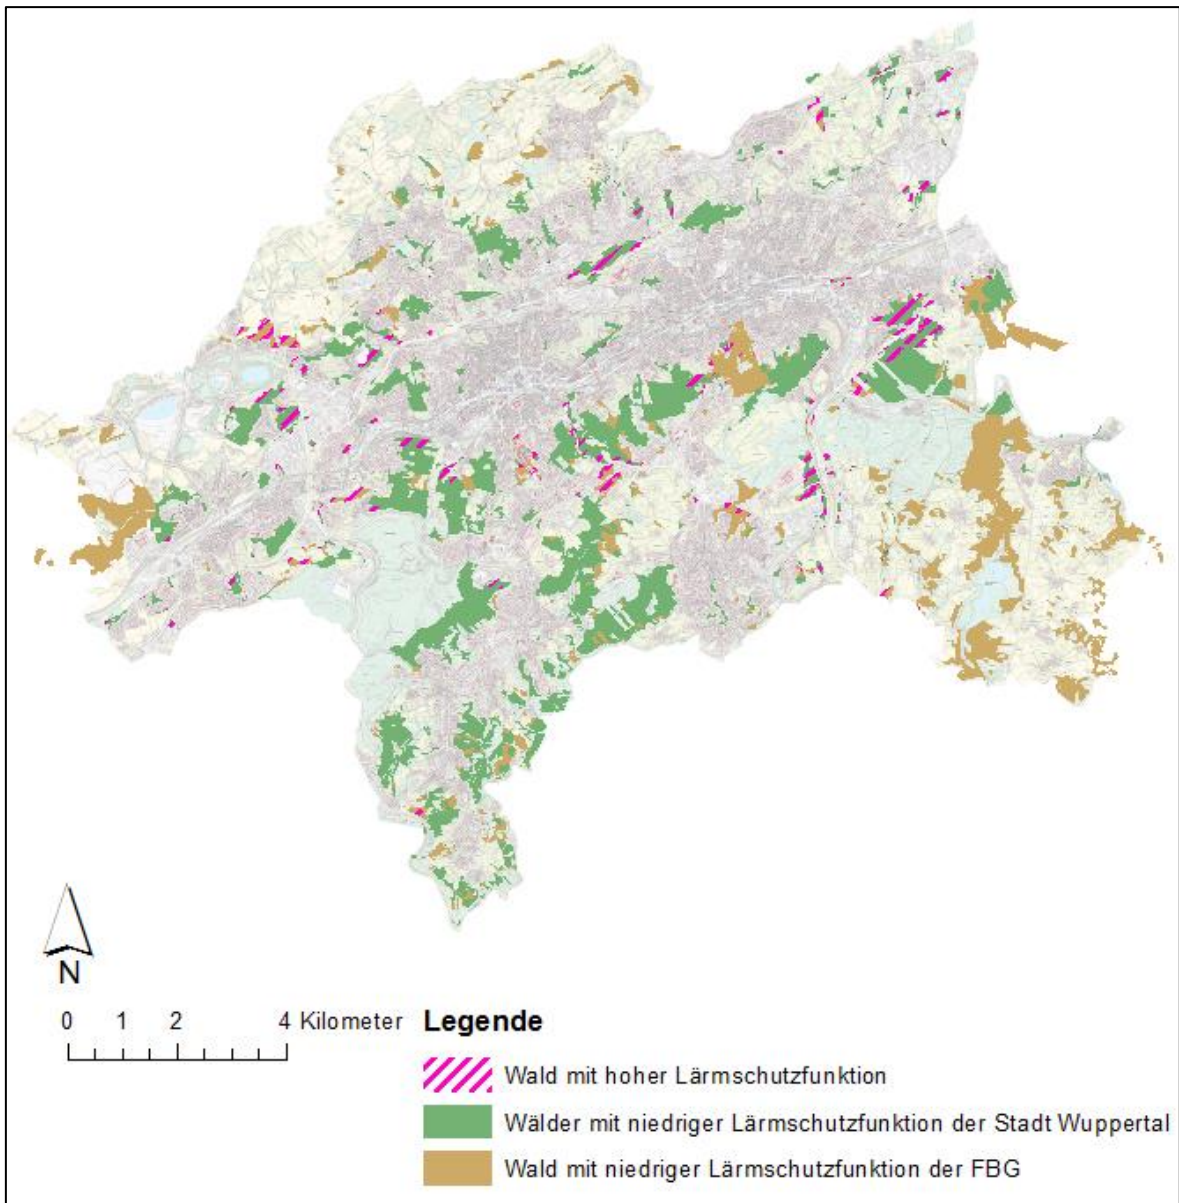 N
0 1 2 4 Kilometer
Legende
Wald mit hoher Lärmschutzfunktion
Wälder mit niedriger Lärmschutzfunktion der Stadt Wuppertal
Wald mit niedriger Lärmschutzfunktion der FBG